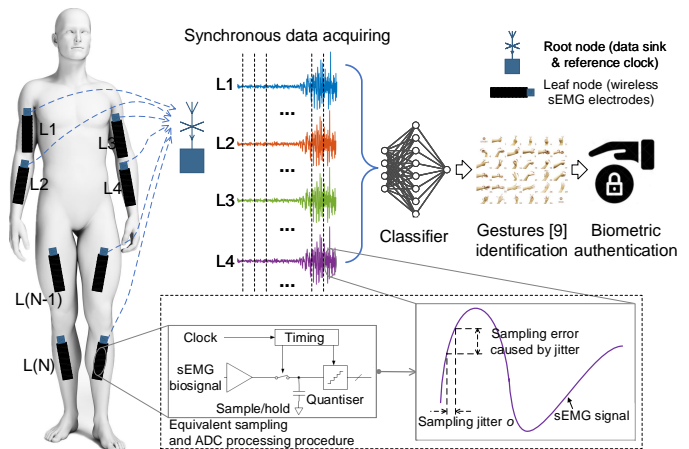 Synchronous data acquiring
Root node (data sink
& reference clock)
Leaf node (wireless
sEMG electrodes)
L1
L1
L3
...
L2
L2
L4
...
L3
...
L4
...
Classifier
Gestures [9]
identification
Biometric
authentication
L(N-1)
L(N)
Clock
Timing
sEMG
biosignal
Sample/hold
Quantiser
Equivalent sampling
and ADC processing procedure
Sampling error
caused by jitter
sEMG signal
Sampling jitter o